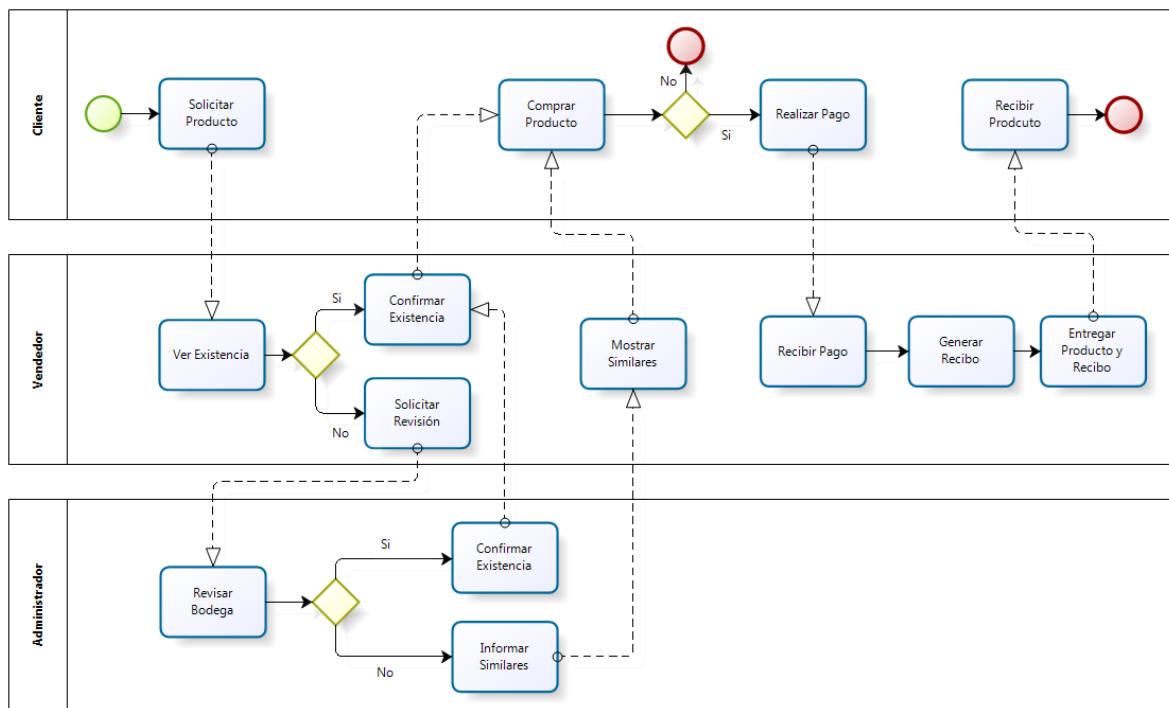 Cliente
Solicitar
Producto
Comprar
Producto
No
Si
Realizar Pago
Recibir
Prodcuto
Vendedor
Ver Existencia
Si
No
Confirmar
Existencia
Solicitar
Revisión
Mostrar
Similares
Recibir Pago
Generar
Recibo
Entregar
Producto y
Recibo
Administrador
Revisar
Bodega
Si
No
Confirmar
Existencia
Informar
Similares